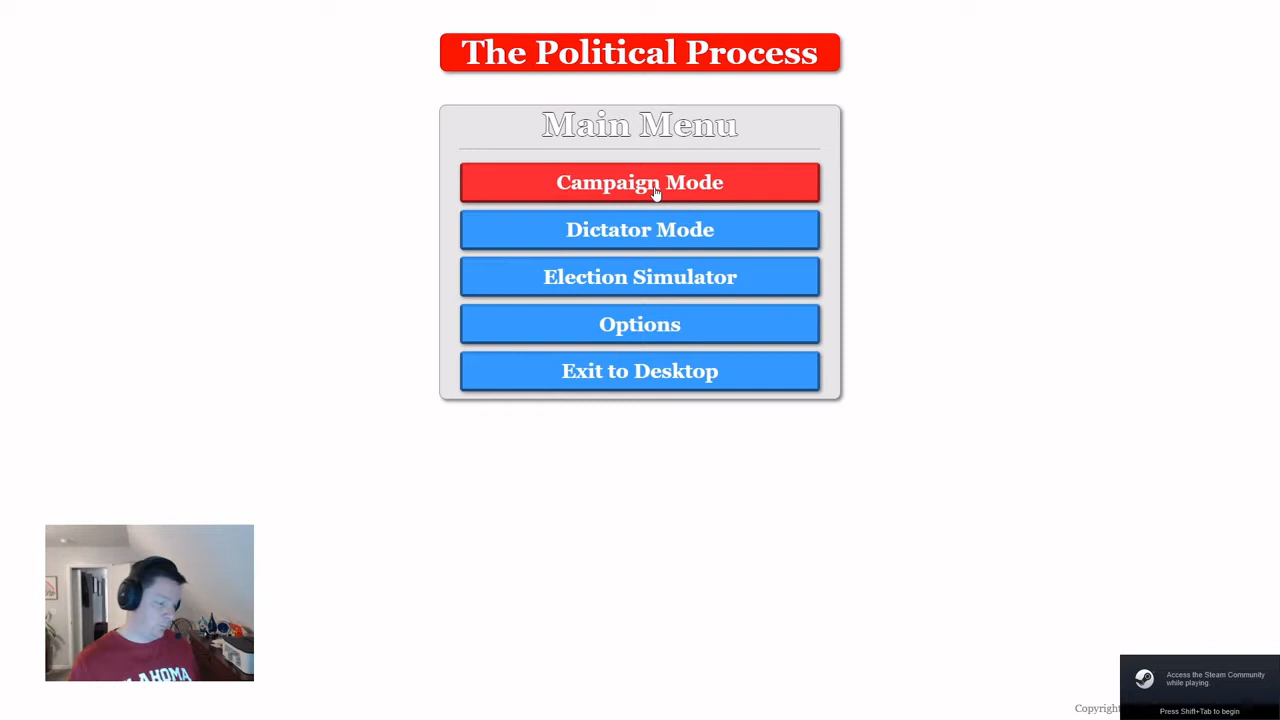 The Political Process
Main Menu
Campaign Mode
Dictator Mode
Election Simulator
Options
Exit to Desktop
LAHOMA
Access the Steam Community
while playing.
Copyright
Press Shift+Tab to begin